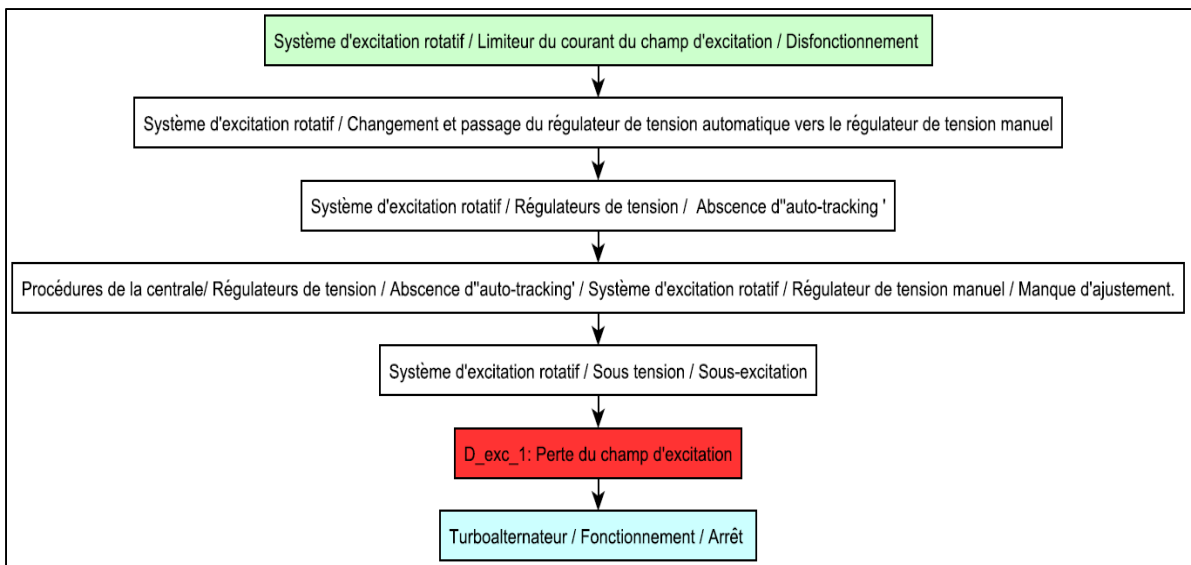 Système d'excitation rotatif / Limiteur du courant du champ d'excitation / Disfonctionnement
Système d'excitation rotatif / Changement et passage du régulateur de tension automatique vers le régulateur de tension manuel
Système d'excitation rotatif / Régulateurs de tension / Abscence d"auto-tracking '
Procédures de la centrale/ Régulateurs de tension / Abscence d"auto-tracking' / Système d'excitation rotatif / Régulateur de tension manuel / Manque d'ajustement.
Système d'excitation rotatif / Sous tension / Sous-excitation
D_exc_1: Perte du champ d'excitation
Turboalternateur / Fonctionnement / Arrêt